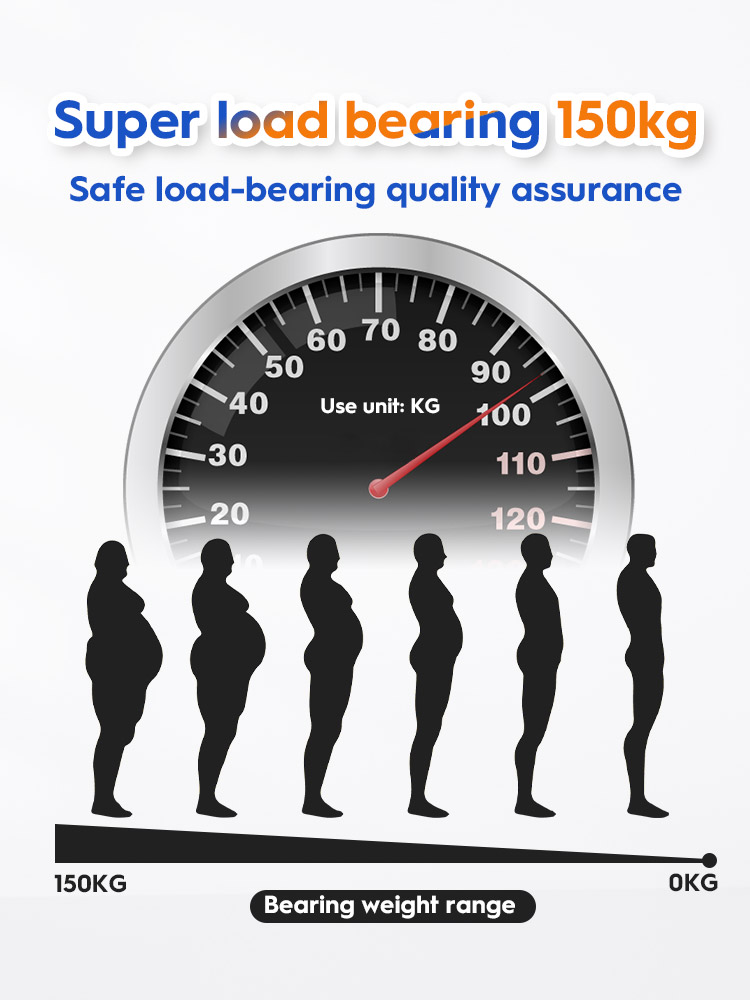 Super load bearing 150kg
Safe load-bearing quality assurance
70
60 80
50 90
Use unit: KG
40 100
30 110
20 120
150KG 0KG
Bearing weight range